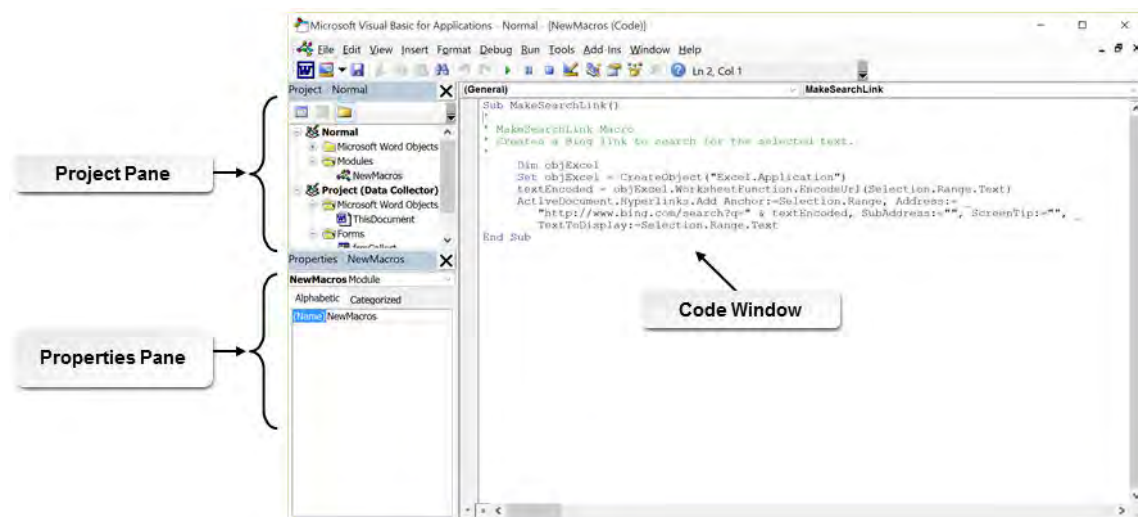 Microsoft Visual Basic for Applications - Normal - [NewMacros (Code)]
File Edit View Insert Format Debug Run Tools Add-Ins Window Help
Ln 2, Col 1
Project - Normal
Normal
Microsoft Word Objects
Modules
NewMacros
Project (Data Collector)
Microsoft Word Objects
ThisDocument
Forms
Properties - NewMacros
NewMacros Module
Alphabetic Categorized
(Name) NewMacros
(General) MakeSearchLink
Sub MakeSearchLink()
'
' MakeSearchLink Macro
' Creates a Bing link to search for the selected text.
'
Dim objExcel
Set objExcel = CreateObject("Excel.Application")
textEncoded = objExcel.WorksheetFunction.EncodeUrl(Selection.Range.Text)
ActiveDocument.Hyperlinks.Add Anchor:=Selection.Range, Address:= _
"http://www.bing.com/search?q=" & textEncoded, SubAddress:="", ScreenTip:="", _
TextToDisplay:=Selection.Range.Text
End Sub
Project Pane
Properties Pane
Code Window